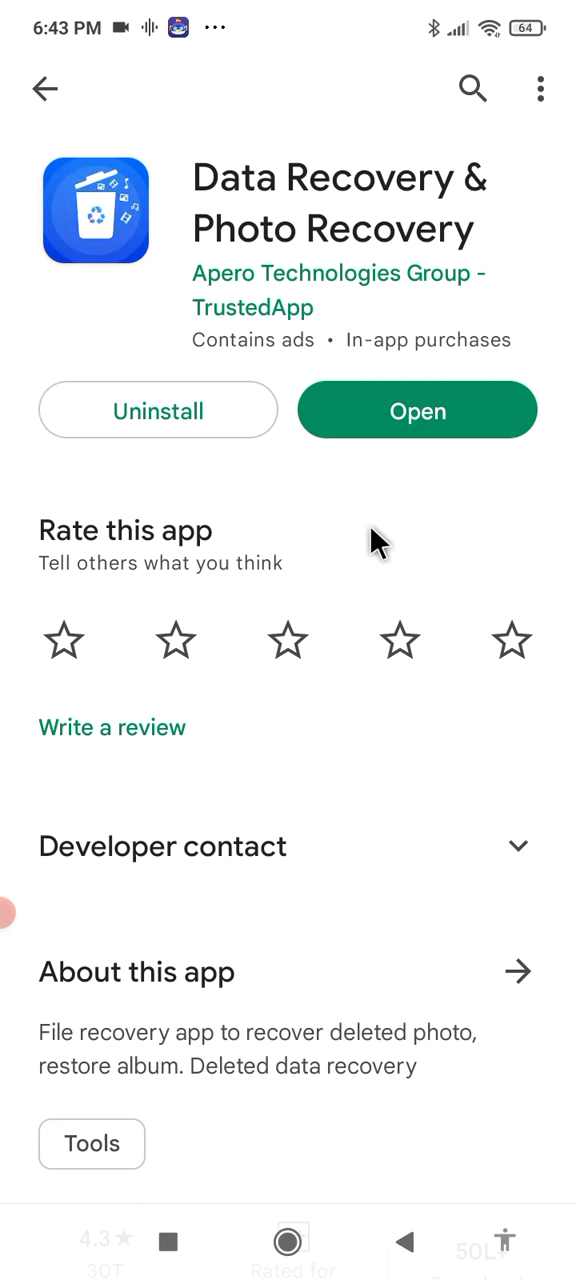 6:43 PM
64
Data Recovery &
Photo Recovery
Apero Technologies Group -
TrustedApp
Contains ads • In-app purchases
Uninstall
Open
Rate this app
Tell others what you think
Write a review
Developer contact
About this app
File recovery app to recover deleted photo,
restore album. Deleted data recovery
Tools
4.3★
50L+
30T
Rated for